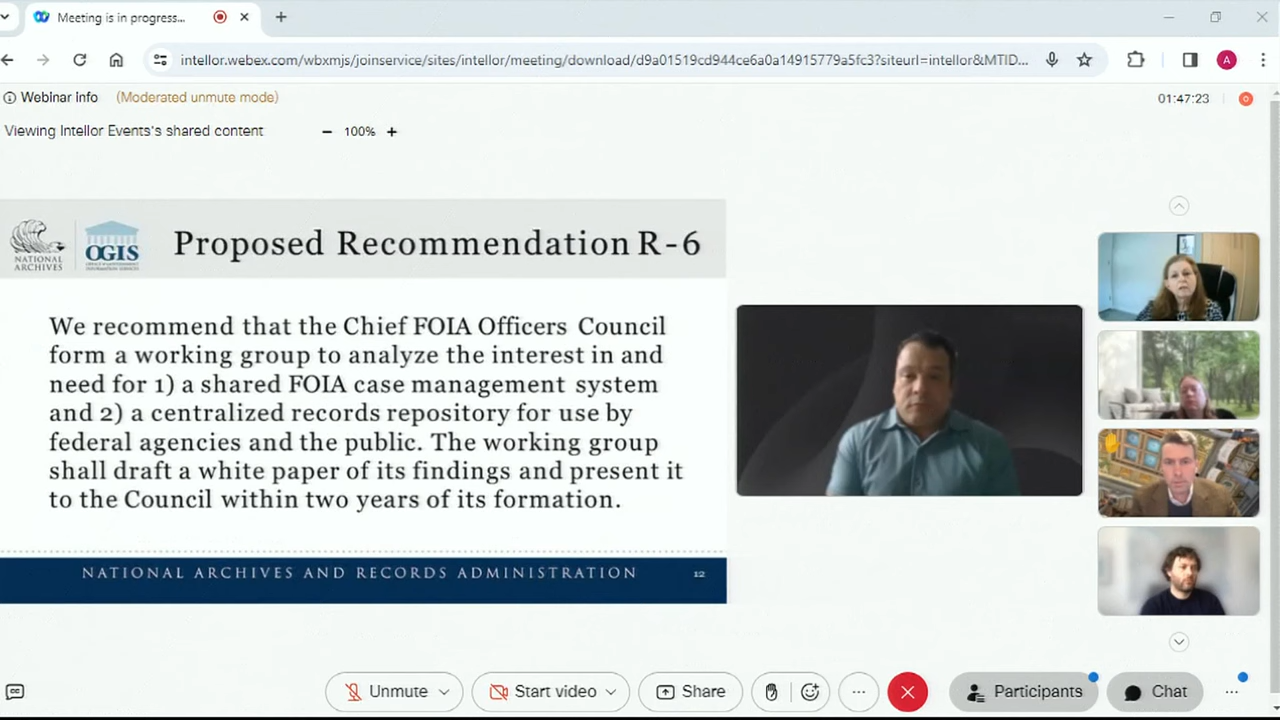 Meeting is in progress...
intellor.webex.com/wbxmjs/joinservice/sites/intellor/meeting/download/d9a01519cd944ce6a0a14915779a5fc3?siteurl=intellor&MTID...
A
Webinar Info (Moderated unmute mode)
01:47:23
Viewing Intellor Events's shared content
100%
NATIONAL
ARCHIVES
OGIS
Proposed Recommendation R-6
We recommend that the Chief FOIA Officers Council
form a working group to analyze the interest in and
need for 1) a shared FOIA case management system
and 2) a centralized records repository for use by
federal agencies and the public. The working group
shall draft a white paper of its findings and present it
to the Council within two years of its formation.
NATIONAL ARCHIVES AND RECORDS ADMINISTRATION
12
Unmute
Start video
Share
Participants
Chat